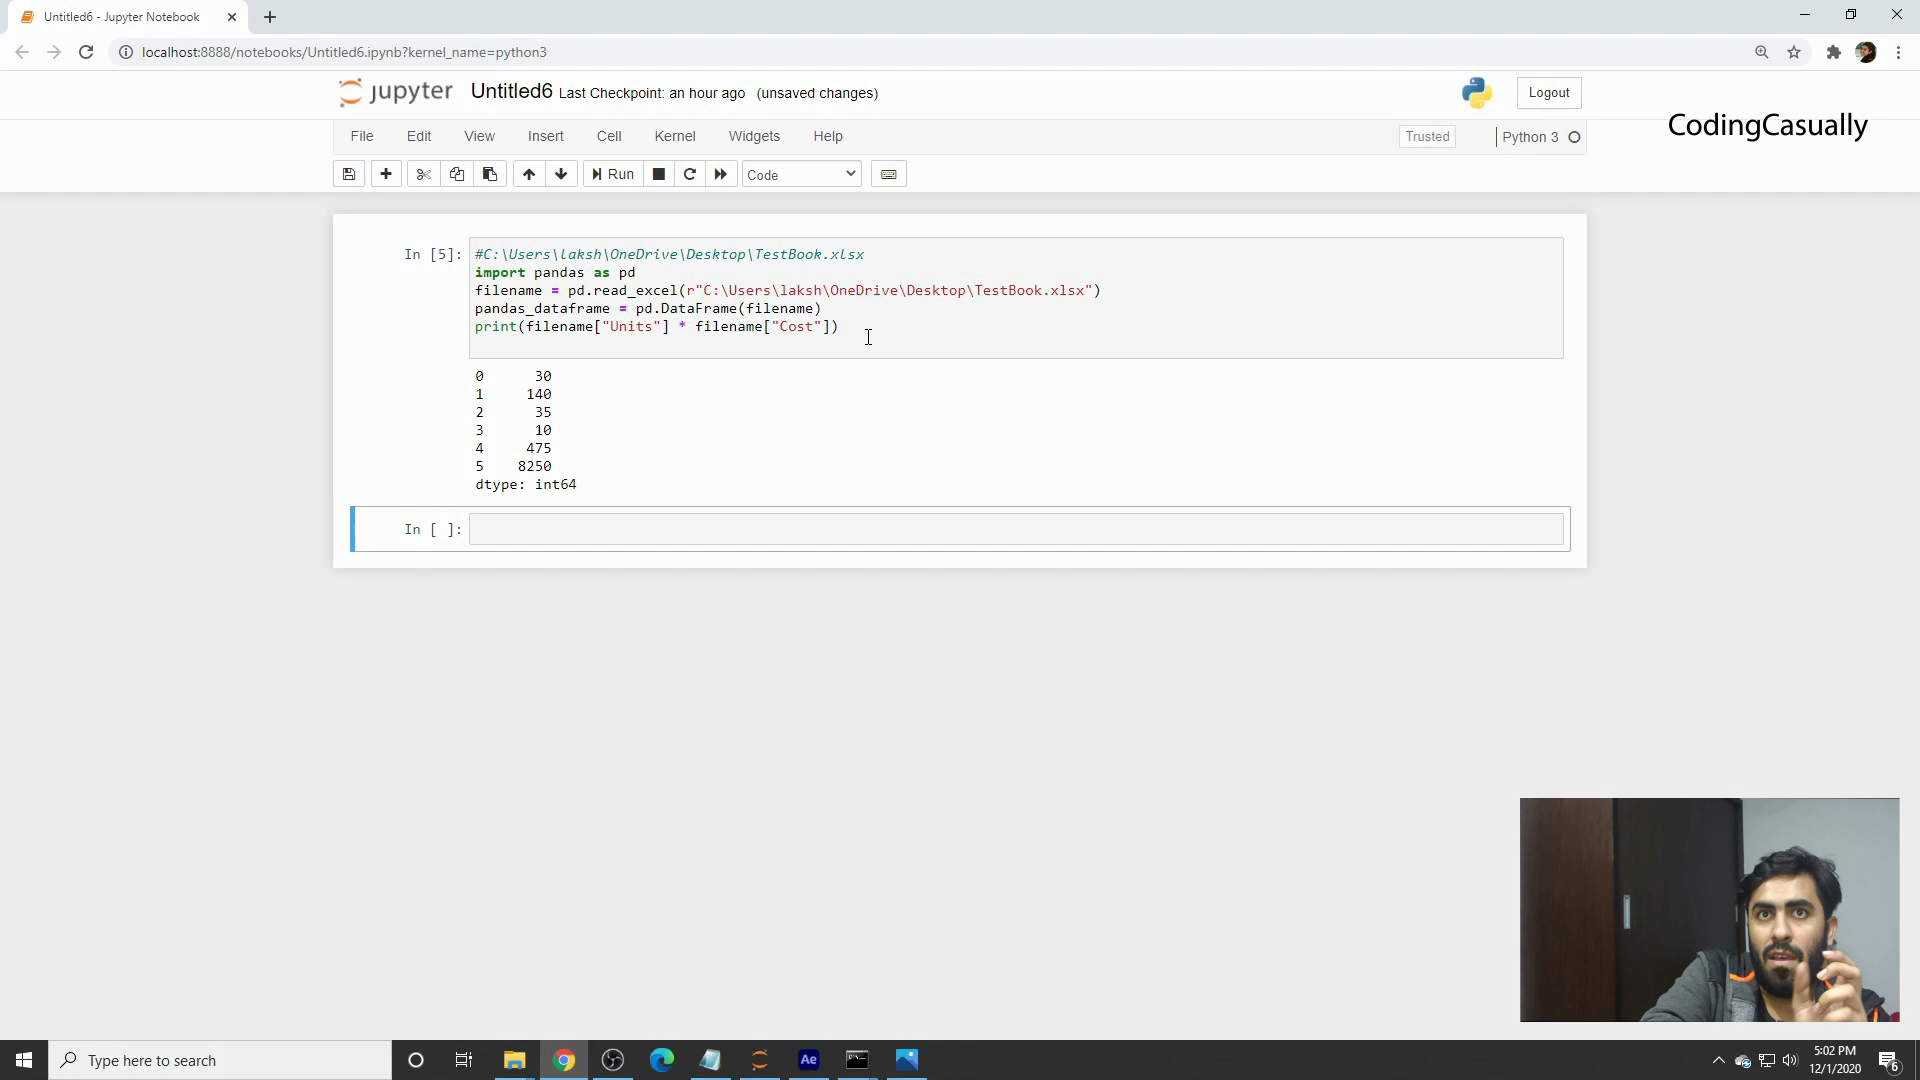 Untitled6 - Jupyter Notebook
localhost:8888/notebooks/Untitled6.ipynb?kernel_name=python3
jupyter Untitled6 Last Checkpoint: an hour ago (unsaved changes)
Logout
CodingCasually
File Edit View Insert Cell Kernel Widgets Help
Trusted
Python 3
Run
Code
In [5]:
#C:\Users\laksh\OneDrive\Desktop\TestBook.xlsx
import pandas as pd
filename = pd.read_excel(r"C:\Users\laksh\OneDrive\Desktop\TestBook.xlsx")
pandas_dataframe = pd.DataFrame(filename)
print(filename["Units"] * filename["Cost"])
0 30
1 140
2 35
3 10
4 475
5 8250
dtype: int64
In [ ]:
Type here to search
Ae
5:02 PM
12/1/2020
6